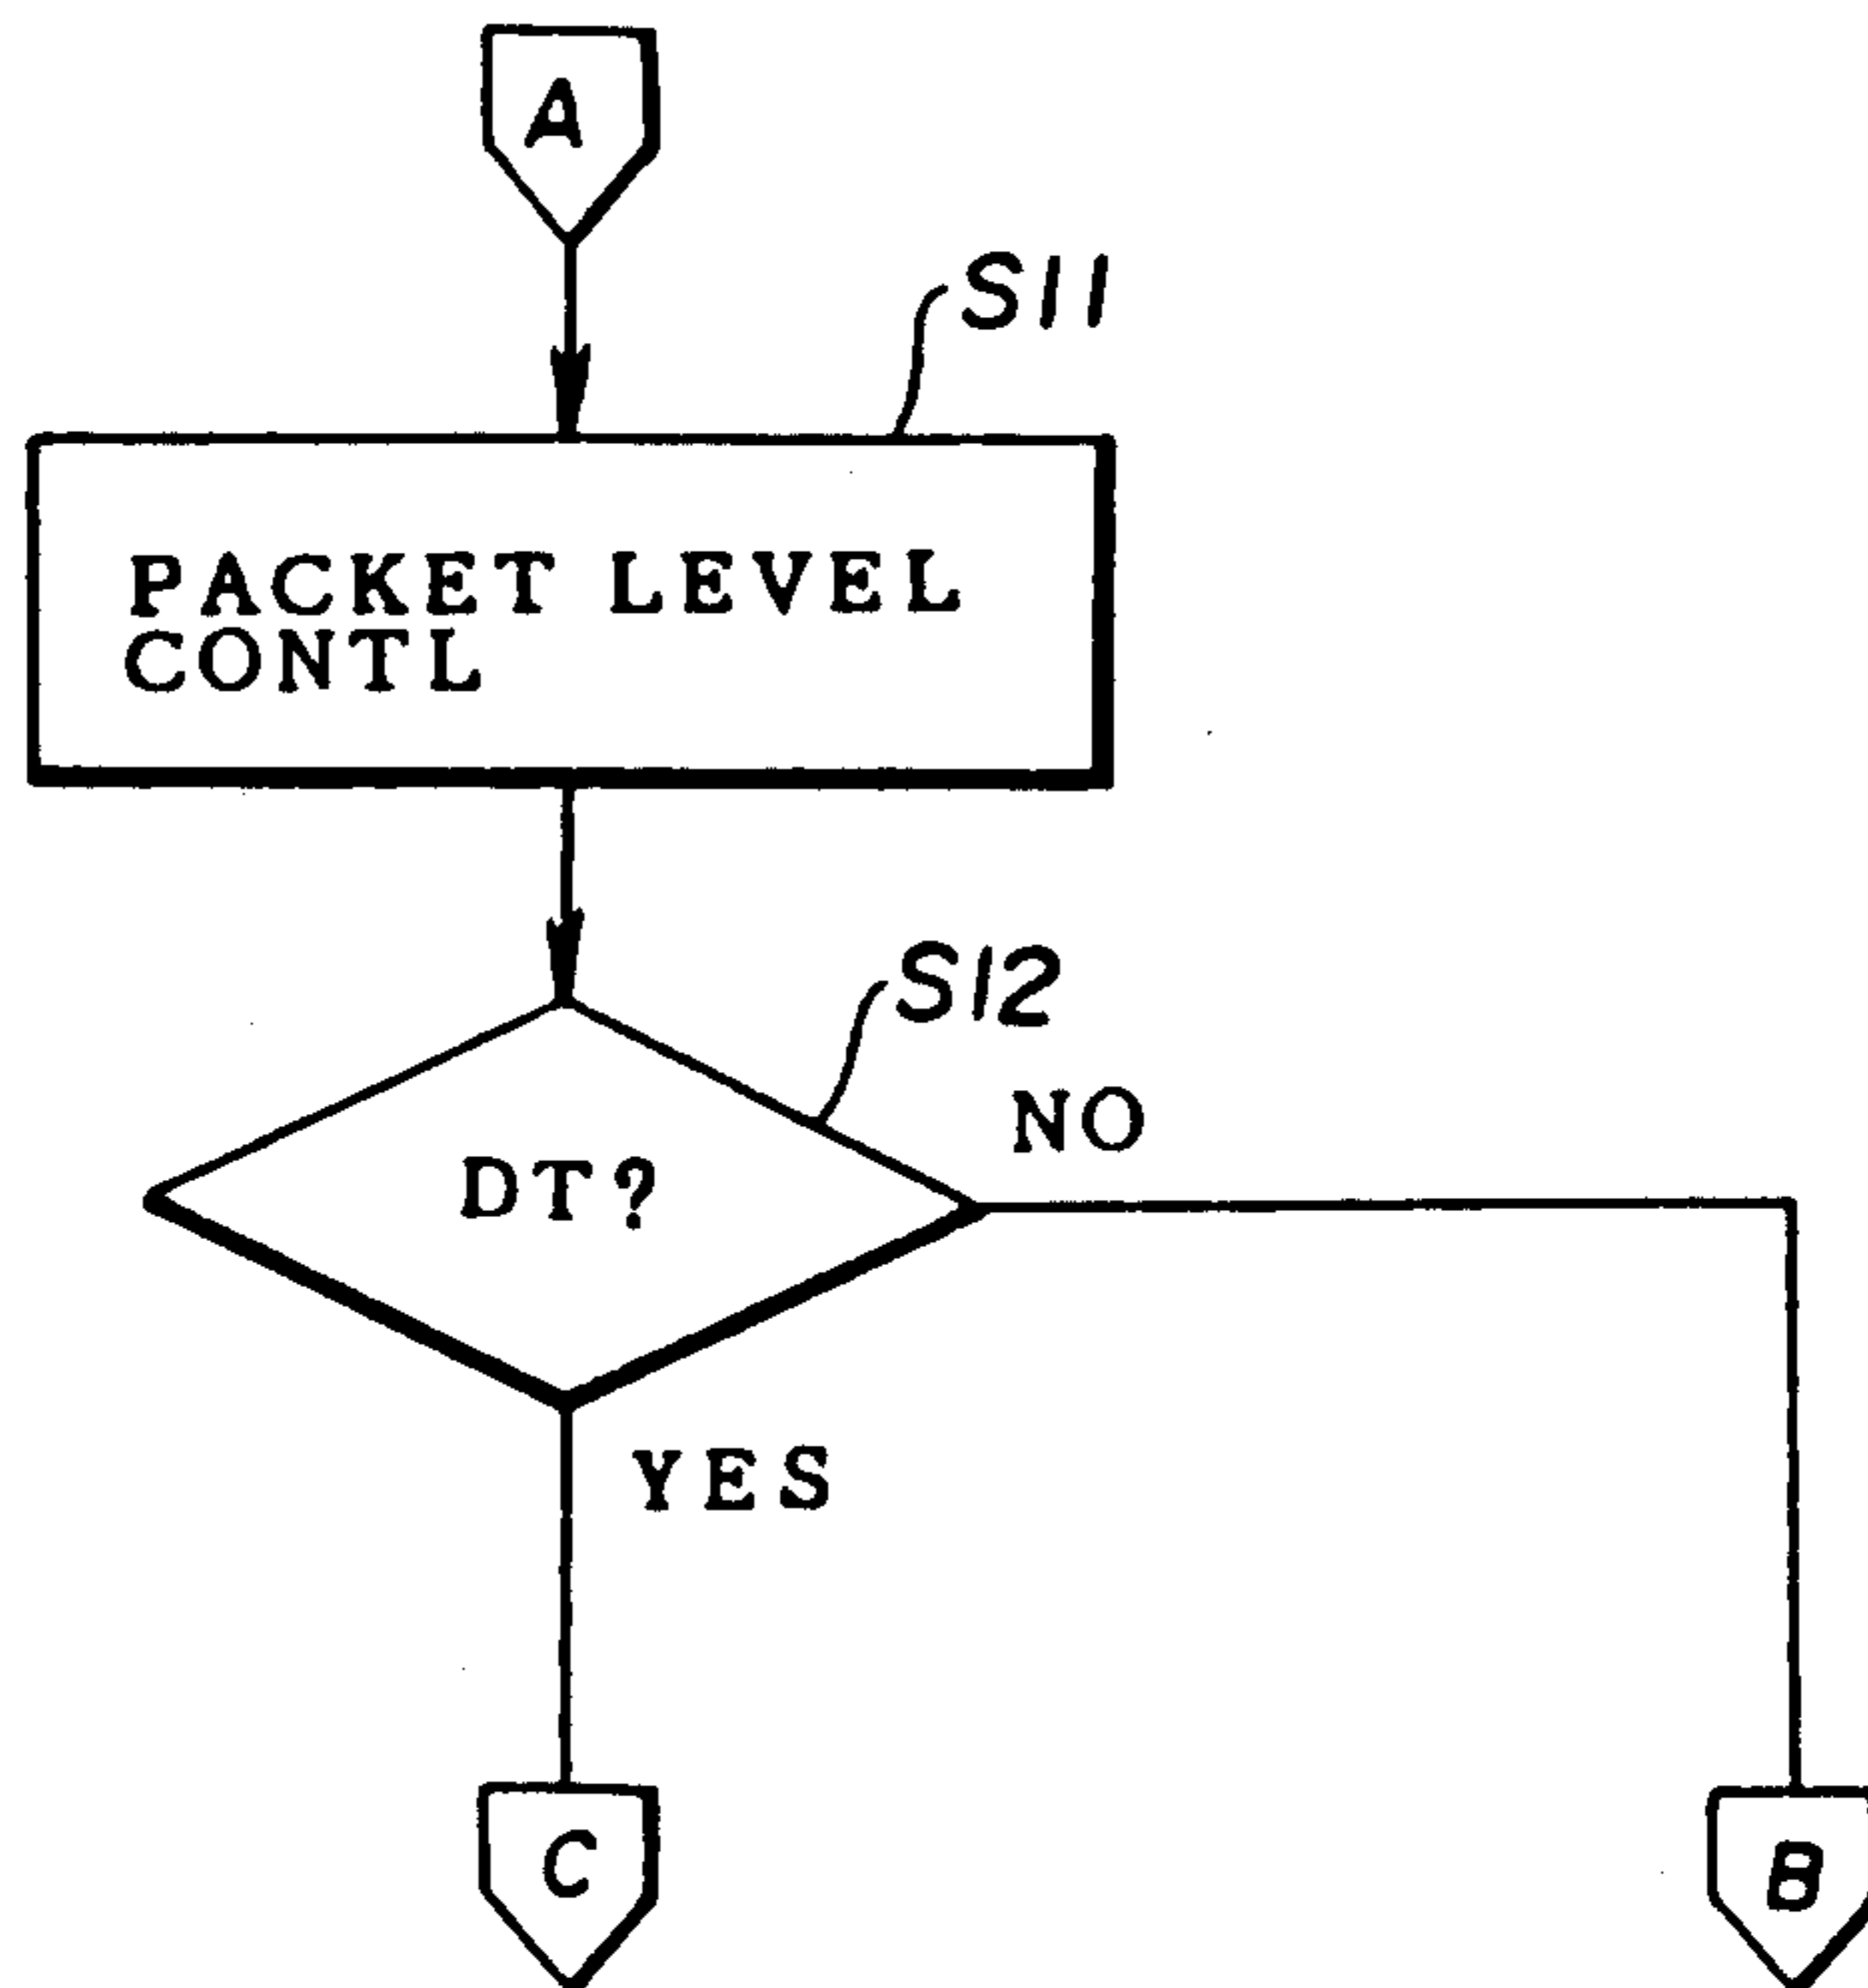 A
S11
PACKET LEVEL
CONTL
S12
NO
DT?
YES
C
B